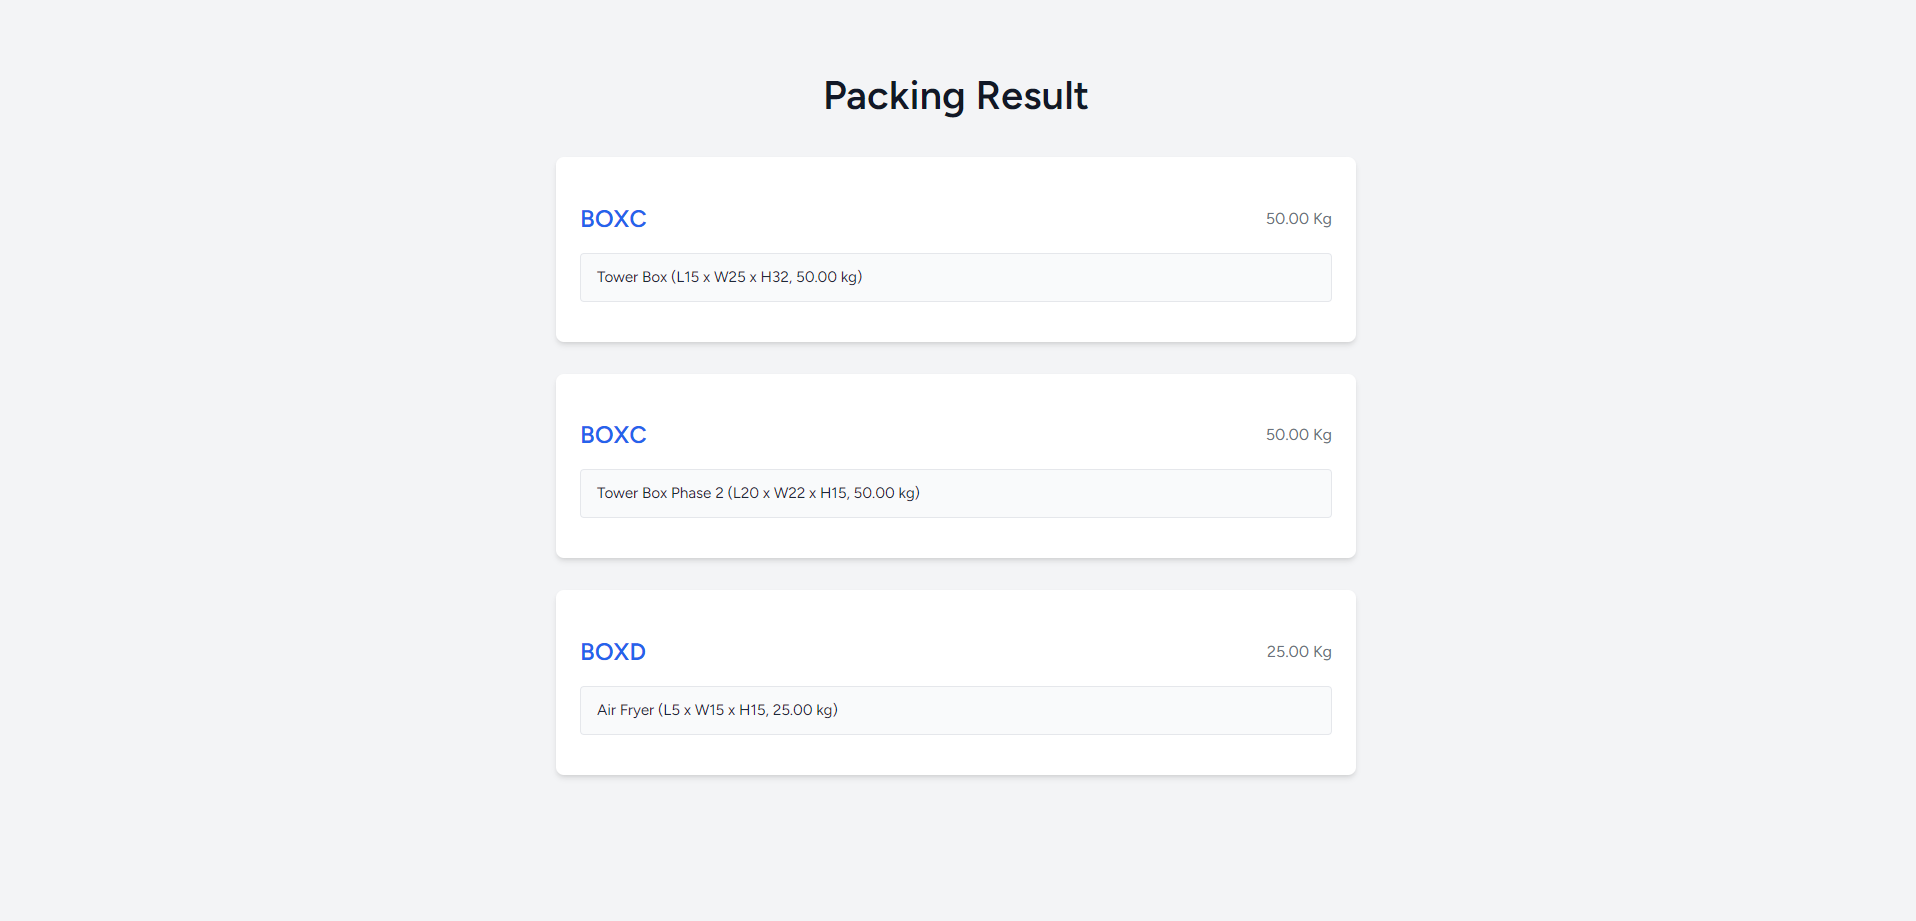 Packing Result
BOXC
50.00 Kg
Tower Box (L15 x W25 x H32, 50.00 kg)
BOXC
50.00 Kg
Tower Box Phase 2 (L20 x W22 x H15, 50.00 kg)
BOXD
25.00 Kg
Air Fryer (L5 x W15 x H15, 25.00 kg)